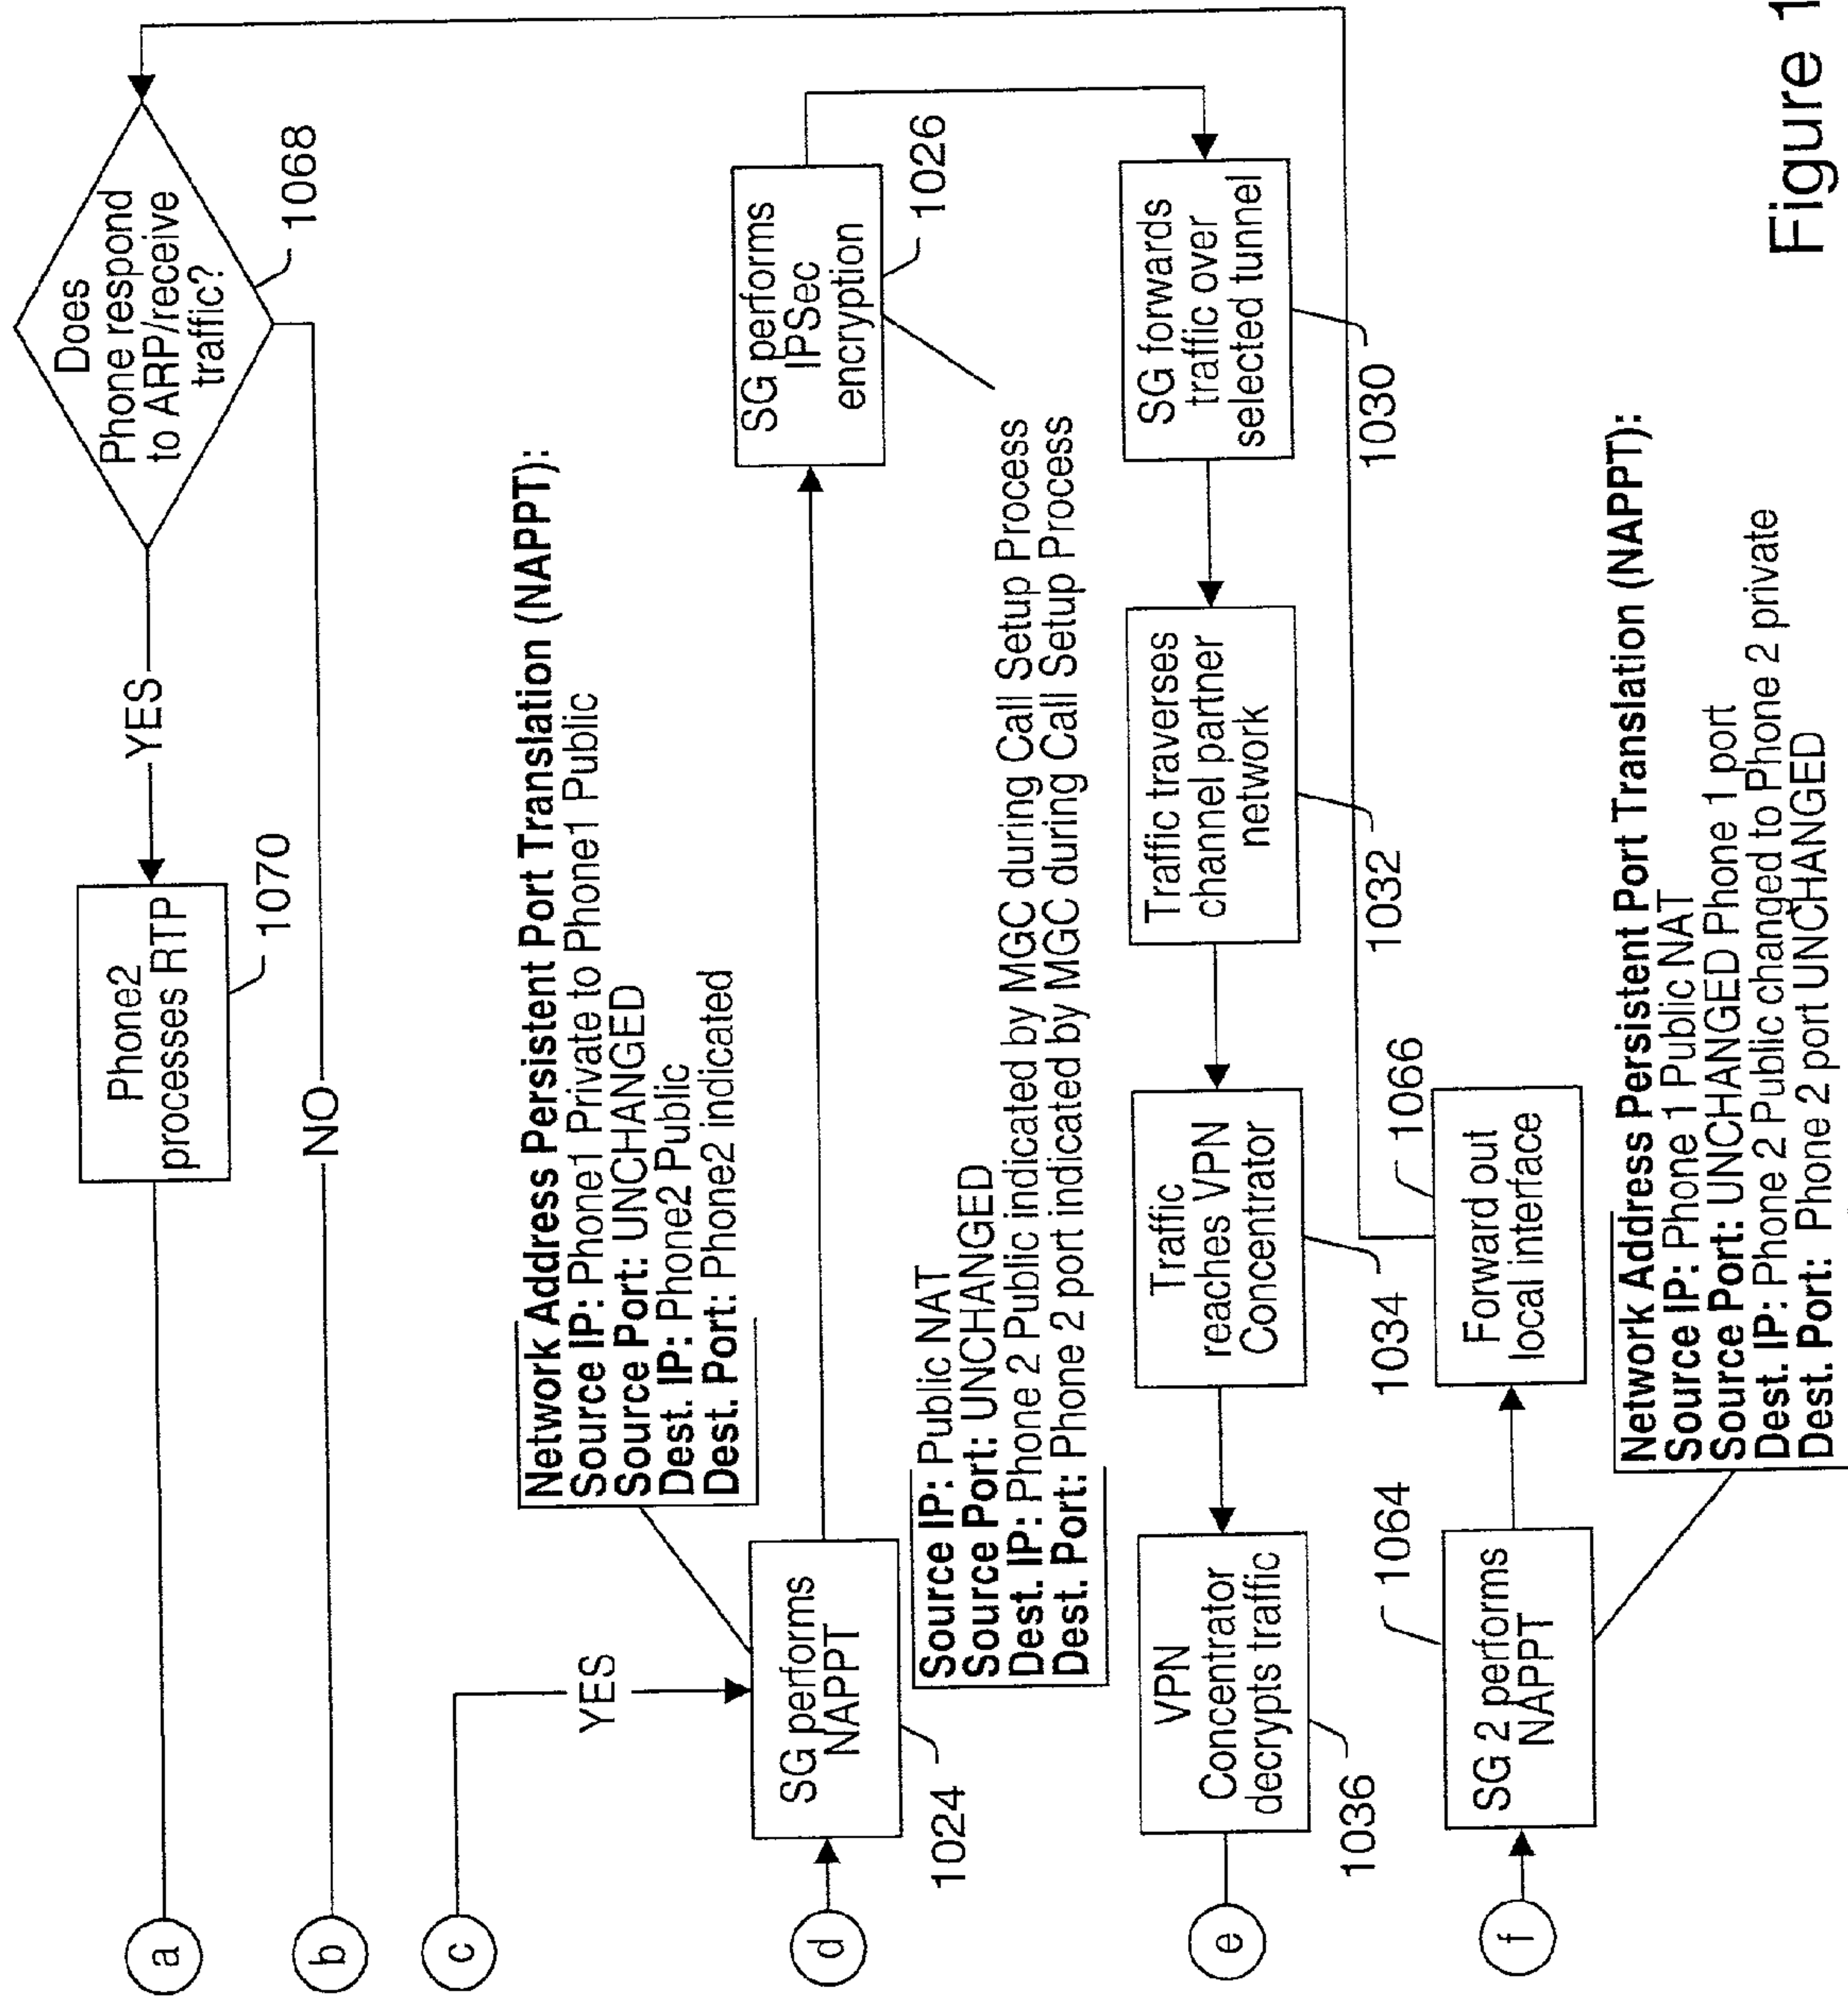 a
Phone2
processes RTP
1070
YES
Does
Phone respond
to ARP/receive
traffic?
1068
b
NO
c
YES
Network Address Persistent Port Translation (NAPPT):
Source IP: Phone1 Private to Phone1 Public
Source Port: UNCHANGED
Dest. IP: Phone2 Public
Dest. Port: Phone2 indicated
d
SG performs
NAPPT
1024
SG performs
IPSec
encryption
1026
Source IP: Public NAT
Source Port: UNCHANGED
Dest. IP: Phone 2 Public indicated by MGC during Call Setup Process
Dest. Port: Phone 2 port indicated by MGC during Call Setup Process
e
VPN
Concentrator
decrypts traffic
1036
Traffic
reaches VPN
Concentrator
1034
Traffic traverses
channel partner
network
1032
SG forwards
traffic over
selected tunnel
1030
f
SG 2 performs
NAPPT
1064
Forward out
local interface
1066
Network Address Persistent Port Translation (NAPPT):
Source IP: Phone 1 Public NAT
Source Port: UNCHANGED Phone 1 port
Dest. IP: Phone 2 Public changed to Phone 2 private
Dest. Port: Phone 2 port UNCHANGED
Figure 1